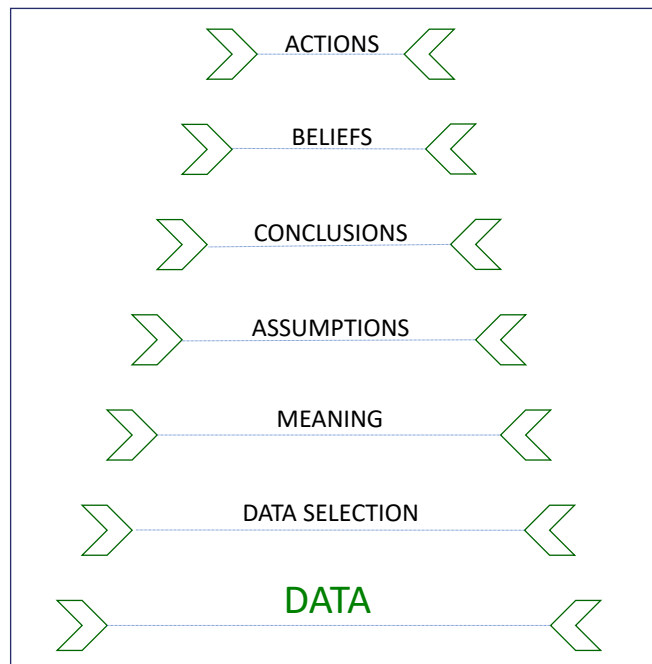 ACTIONS
BELIEFS
CONCLUSIONS
ASSUMPTIONS
MEANING
DATA SELECTION
DATA